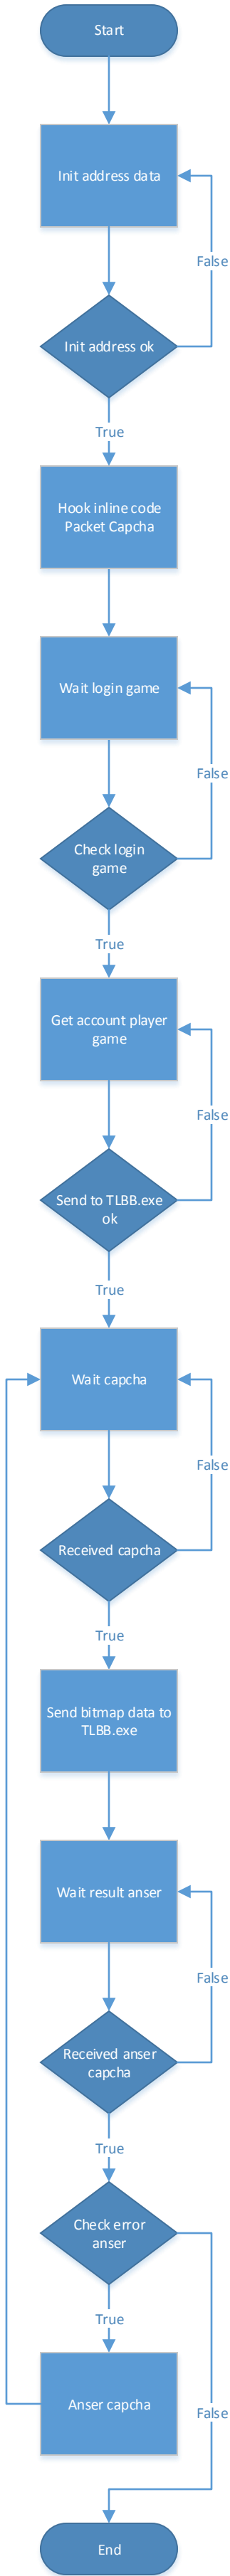 Start
Init address data
False
Init address ok
True
Hook inline code
Packet Capcha
Wait login game
False
Check login
game
True
Get account player
game
False
Send to TLBB.exe
ok
True
Wait capcha
False
Received capcha
True
Send bitmap data to
TLBB.exe
Wait result anser
False
Received anser
capcha
True
Check error
anser
True
Anser capcha
False
End